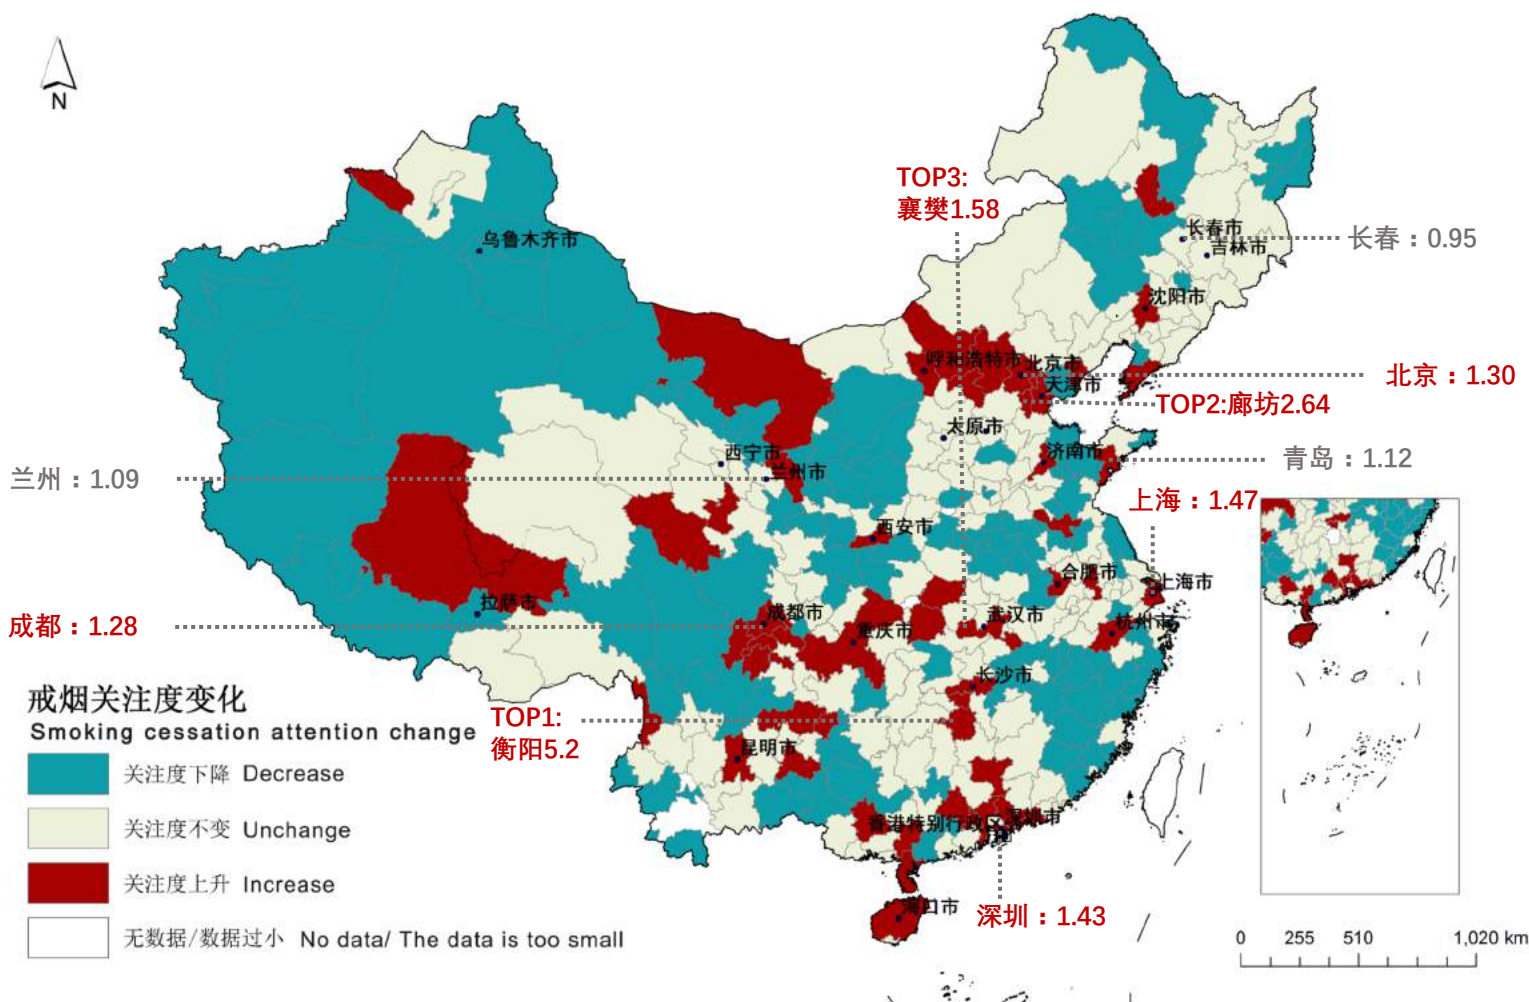 N
TOP3:
襄樊1.58
乌鲁木齐市
长春市
长春：0.95
吉林市
沈阳市
呼和浩特市
北京市
北京：1.30
天津市
TOP2:廊坊2.64
太原市
西宁市
济南市
青岛：1.12
兰州：1.09
兰州市
上海：1.47
西安市
合肥市
上海市
拉萨市
成都：1.28
成都市
重庆市
武汉市
杭州市
长沙市
戒烟关注度变化
Smoking cessation attention change
TOP1:
衡阳5.2
昆明市
关注度下降 Decrease
关注度不变 Unchange
香港特别行政区
深圳市
关注度上升 Increase
海口市
深圳：1.43
无数据/数据过小 No data/ The data is too small
0 255 510 1,020 km